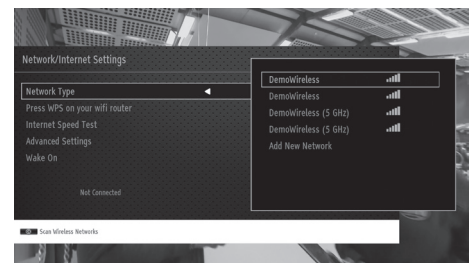 Network/Internet Settings
Network Type
Press WPS on your wifi router
Internet Speed Test
Advanced Settings
Wake On
Not Connected
DemoWireless
DemoWireless
DemoWireless (5 GHz)
DemoWireless (5 GHz)
Add New Network
Scan Wireless Networks